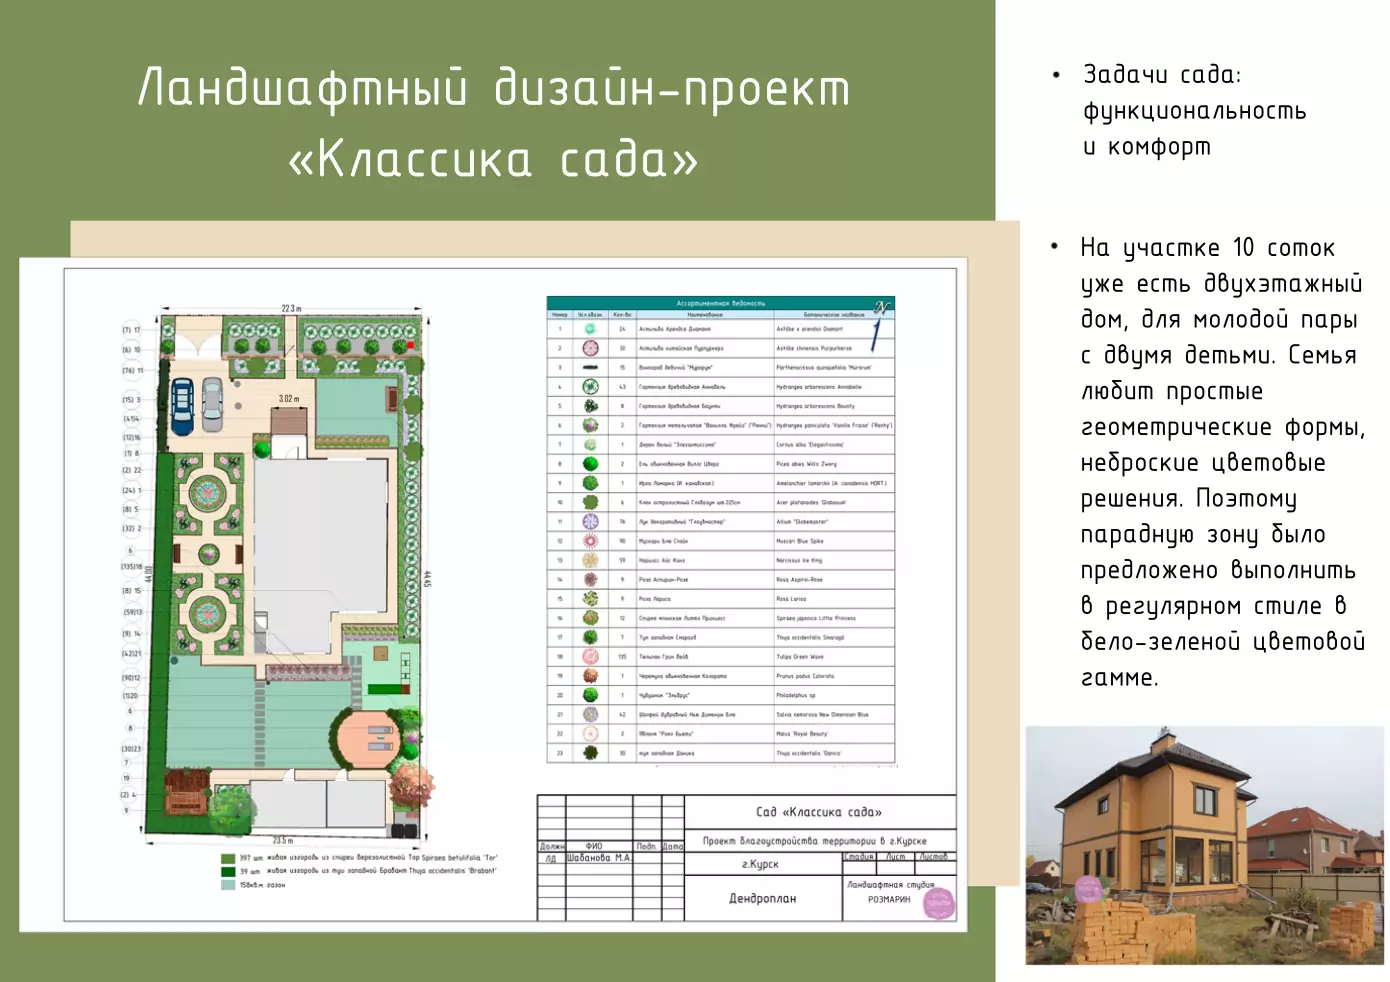 Ландшафтный дизайн-проект
«Классика сада»
Задачи сада:
функциональность
и комфорт
На участке 10 соток
уже есть двухэтажный
дом, для молодой пары
с двумя детьми. Семья
любит простые
геометрические формы,
неброские цветовые
решения. Поэтому
парадную зону было
предложено выполнить
в регулярном стиле в
бело-зеленой цветовой
гамме.
22.3 m
3.02 m
44.00
44.45
23.5 m
(7) 17
(6) 10
(76) 11
(15) 3
(41)4
(12)16
(1) 8
(2) 22
(24) 1
(8) 5
(32) 2
6
(135)18
(8) 15
(59)13
(9) 14
(42)21
(90)12
(1)20
6
8
(30)23
7
19
(2) 4
9
Ассортиментная ведомость
N
Номер Усл.обозн. Кол-во Наименование Ботаническое название
1 24 Астильба Арендса Диамант Astilbe x arendsii Diamant
2 32 Астильба китайская Пурпуркерце Astilbe chinensis Purpurkerze
3 15 Виноград девичий "Мурорум" Parthenocissus quinquefolia 'Murorum'
4 43 Гортензия древовидная Аннабель Hydrangea arborescens Annabelle
5 8 Гортензия древовидная Баунти Hydrangea arborescens Bounty
6 2 Гортензия метельчатая "Ванилла Фрейз" ("Ренни") Hydrangea paniculata 'Vanille Fraise' ('Renhy')
7 1 Дерен белый "Элегантиссима" Cornus alba 'Elegantissima'
8 2 Ель обыкновенная Виллс Цверг Picea abies Wills Zwerg
9 1 Ирга Ламарка (И. канадская) Amelanchier lamarckii (A. canadensis HORT.)
10 6 Клен остролистный Глобозум шт.225см Acer platanoides 'Globosum'
11 76 Лук декоративный "Глоубмастер" Allium "Globemaster"
12 90 Мускари Блю Спайк Muscari Blue Spike
13 59 Нарцисс Айс Кинг Narcissus Ice King
14 9 Роза Аспирин-Розе Rosa Aspirin-Rose
15 9 Роза Лариса Rosa Larisa
16 12 Спирея японская Литтл Принцесс Spiraea japonica Little Princess
17 7 Туя западная Смарагд Thuja occidentalis Smaragd
18 135 Тюльпан Грин Вейв Tulipa Green Wave
19 1 Черемуха обыкновенная Колората Prunus padus Colorata
20 1 Чубушник "Эльбрус" Philadelphus sp
21 42 Шалфей дубравный Нью Дименшн Блю Salvia nemorosa New Dimension Blue
22 2 Яблоня "Роял Бьюти" Malus 'Royal Beauty'
23 30 туя западная Даника Thuja occidentalis 'Danica'
397 шт. живая изгородь из спиреи березолистной Тор Spiraea betulifolia 'Tor'
39 шт живая изгородь из туи западной Брабант Thuja occidentalis 'Brabant'
158кв.м. газон
Сад «Классика сада»
Проект благоустройства территории в г.Курске
Должн ФИО Подп. Дата
ЛД Шабанова М.А.
г.Курск
Стадия Лист Листов
Дендроплан
Ландшафтная студия
РОЗМАРИН